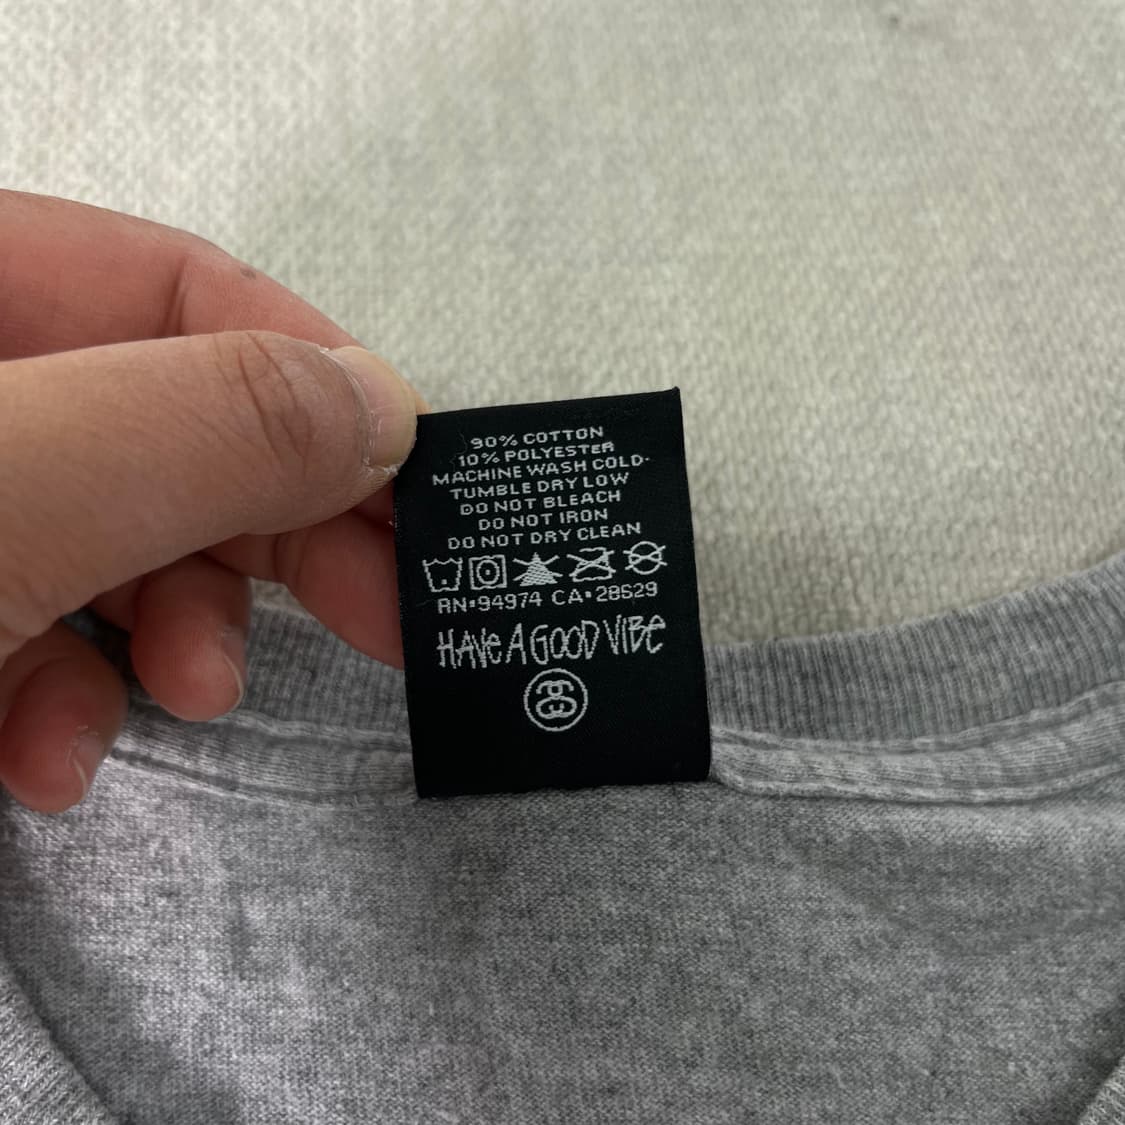 90% COTTON
10% POLYESTER
MACHINE WASH COLD
TUMBLE DRY LOW
DO NOT BLEACH
DO NOT IRON
DO NOT DRY CLEAN
RN:94974 CA:28629
HAVE A GOOD VIBE